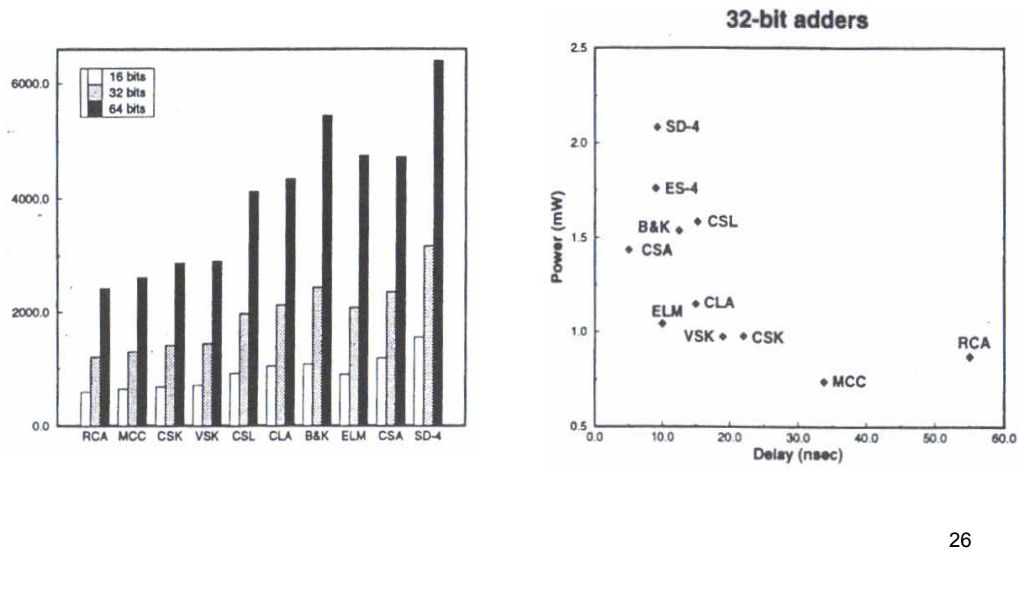 32-bit adders
6000.0
4000.0
2000.0
0.0
16 bits
32 bits
64 bits
RCA MCC CSK VSK CSL CLA B&K ELM CSA SD-4
2.5
2.0
1.5
1.0
0.5
Power (mW)
SD-4
ES-4
B&K
CSL
CSA
ELM
CLA
VSK
CSK
RCA
MCC
0.0 10.0 20.0 30.0 40.0 50.0 60.0
Delay (nsec)
26